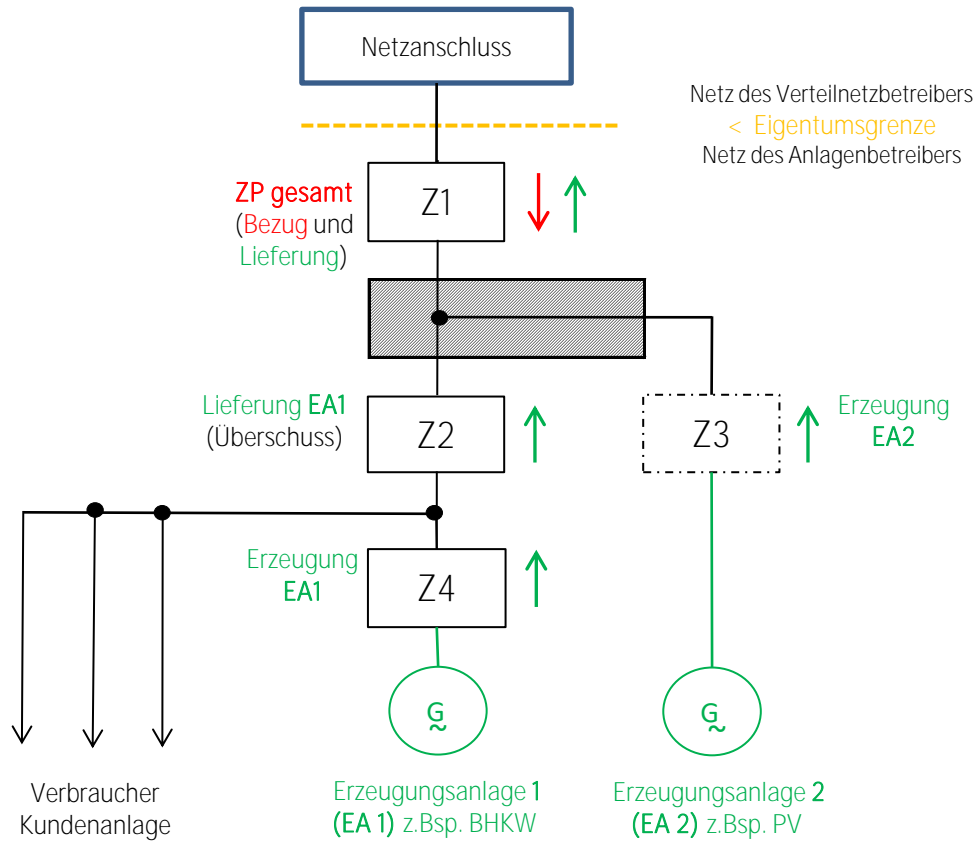 Netzanschluss
Netz des Verteilnetzbetreibers
< Eigentumsgrenze
Netz des Anlagenbetreibers
ZP gesamt
(Bezug und
Lieferung)
Z1
Lieferung EA1
(Überschuss)
Z2
Z3
Erzeugung
EA2
Erzeugung
EA1
Z4
G
~
G
~
Verbraucher
Kundenanlage
Erzeugungsanlage 1
(EA 1) z.Bsp. BHKW
Erzeugungsanlage 2
(EA 2) z.Bsp. PV